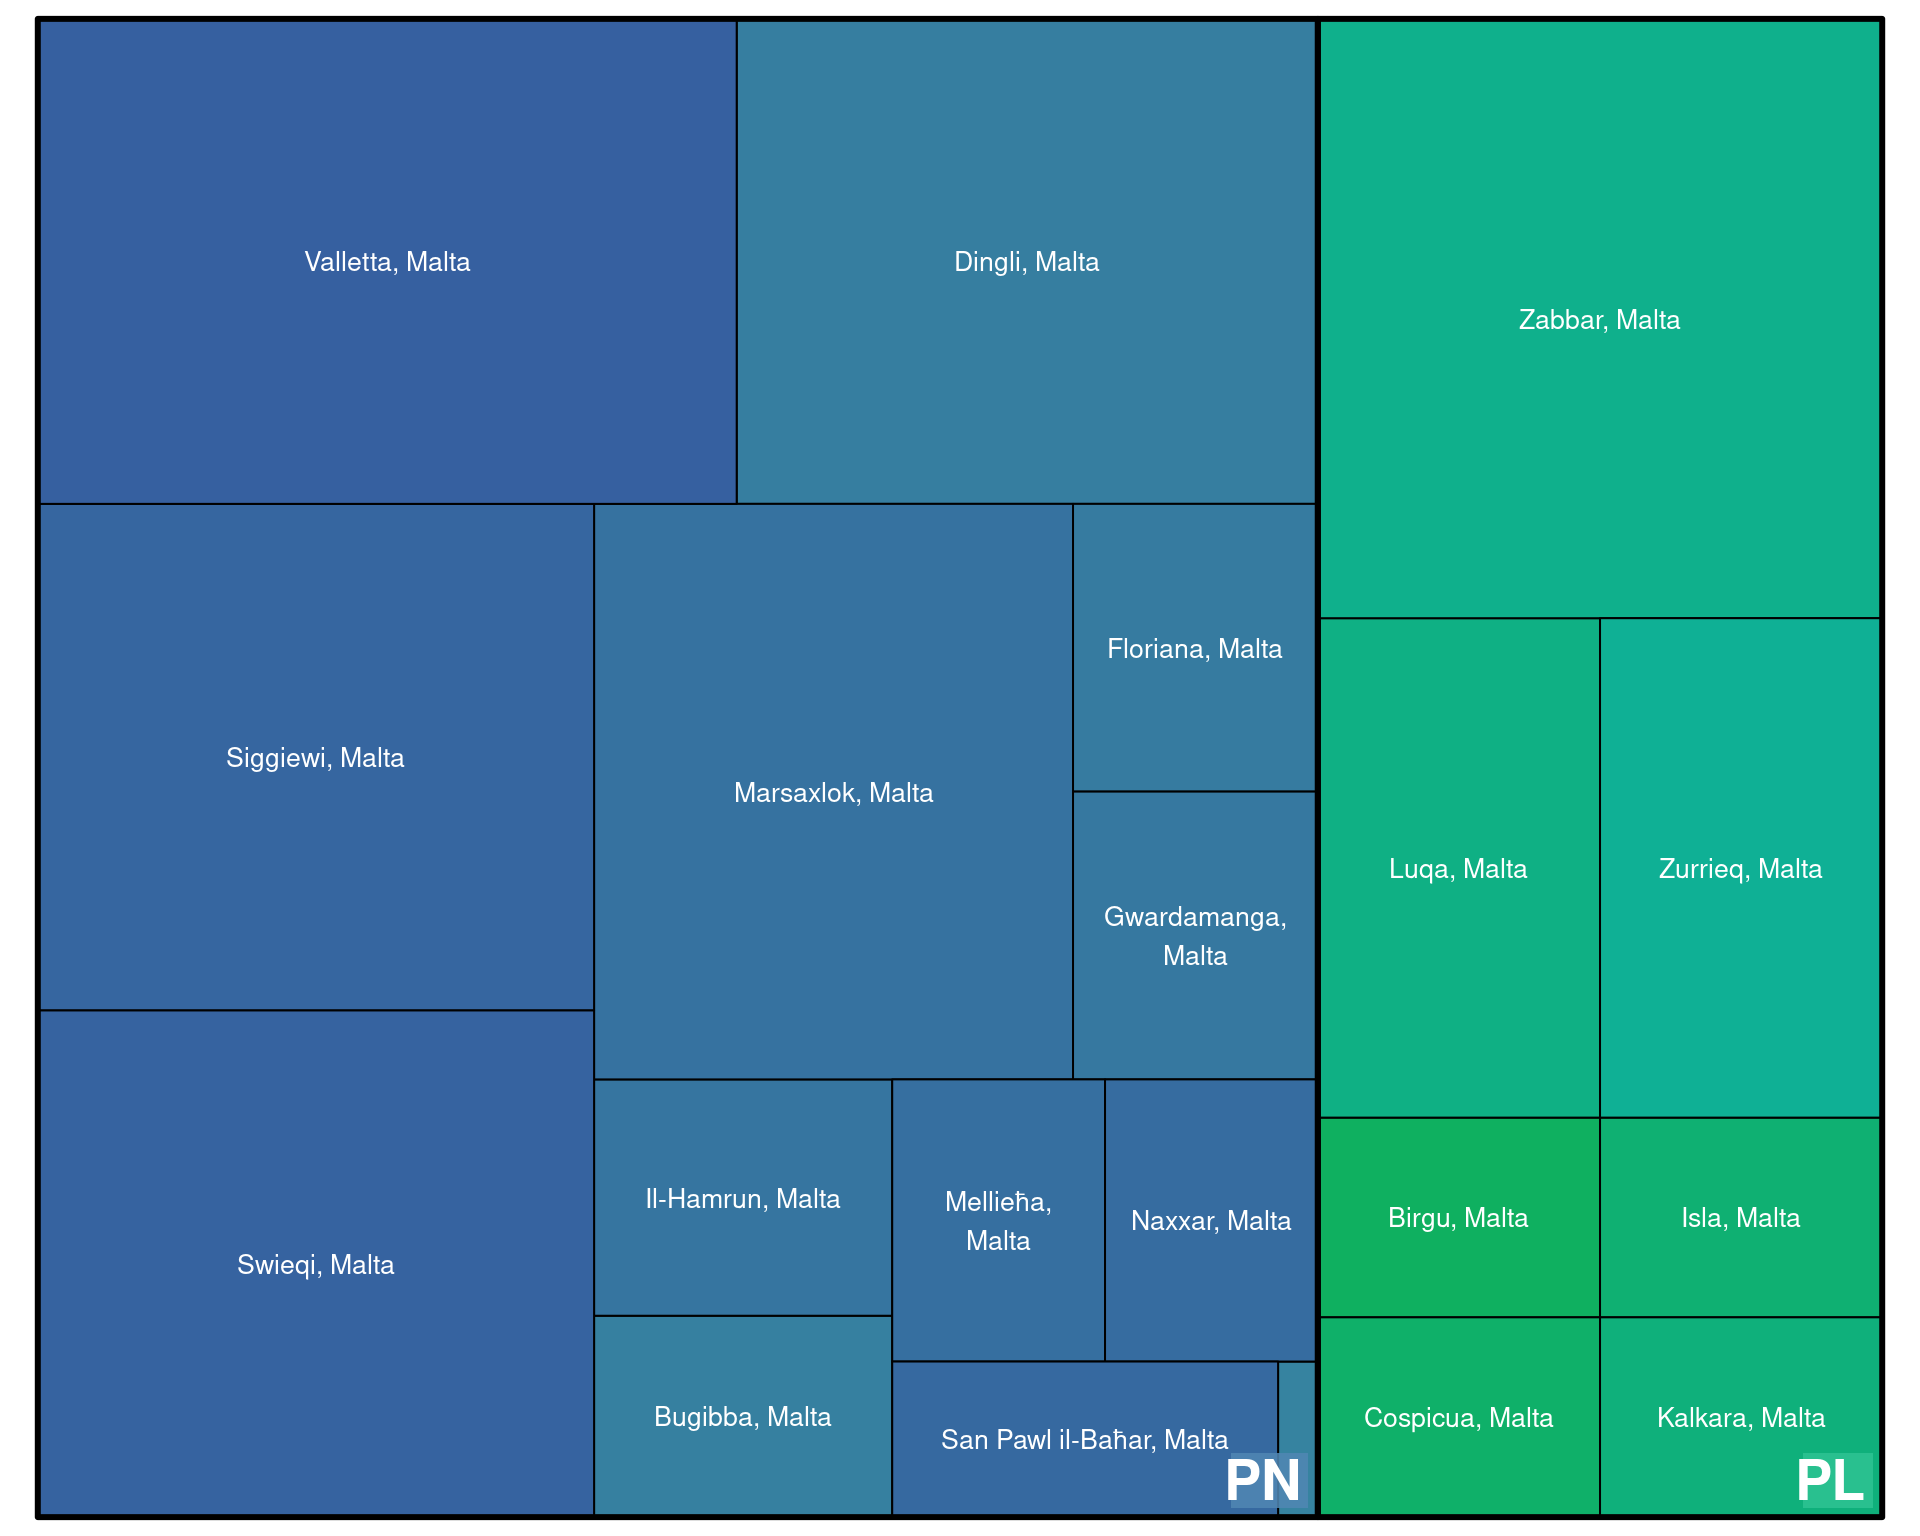 Valletta, Malta
Dingli, Malta
Zabbar, Malta
Siggiewi, Malta
Marsaxlok, Malta
Floriana, Malta
Gwardamanga,
Malta
Luqa, Malta
Zurrieq, Malta
Swieqi, Malta
Il-Hamrun, Malta
Mellieħa,
Malta
Naxxar, Malta
Birgu, Malta
Isla, Malta
Bugibba, Malta
San Pawl il-Baħar, Malta
Cospicua, Malta
Kalkara, Malta
PN
PL